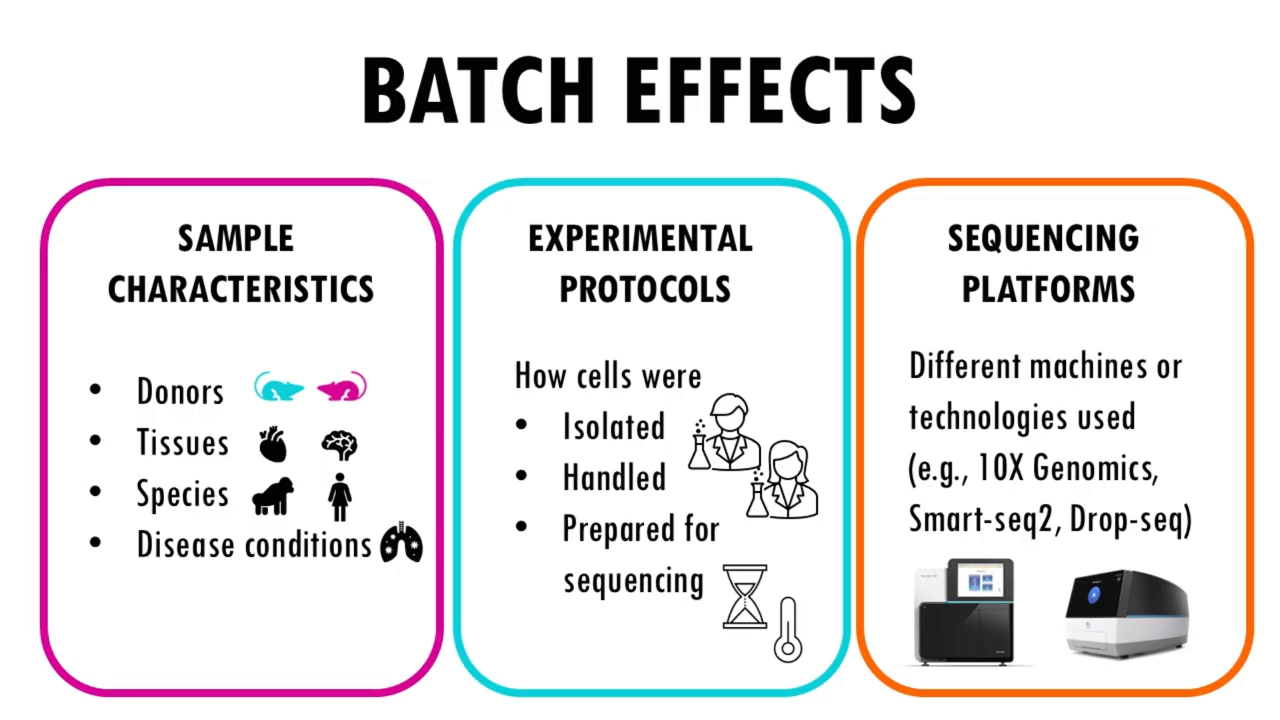 BATCH EFFECTS
SAMPLE
CHARACTERISTICS
• Donors
• Tissues
• Species
• Disease conditions
EXPERIMENTAL
PROTOCOLS
How cells were
• Isolated
• Handled
• Prepared for
sequencing
SEQUENCING
PLATFORMS
Different machines or
technologies used
(e.g., 10X Genomics,
Smart-seq2, Drop-seq)